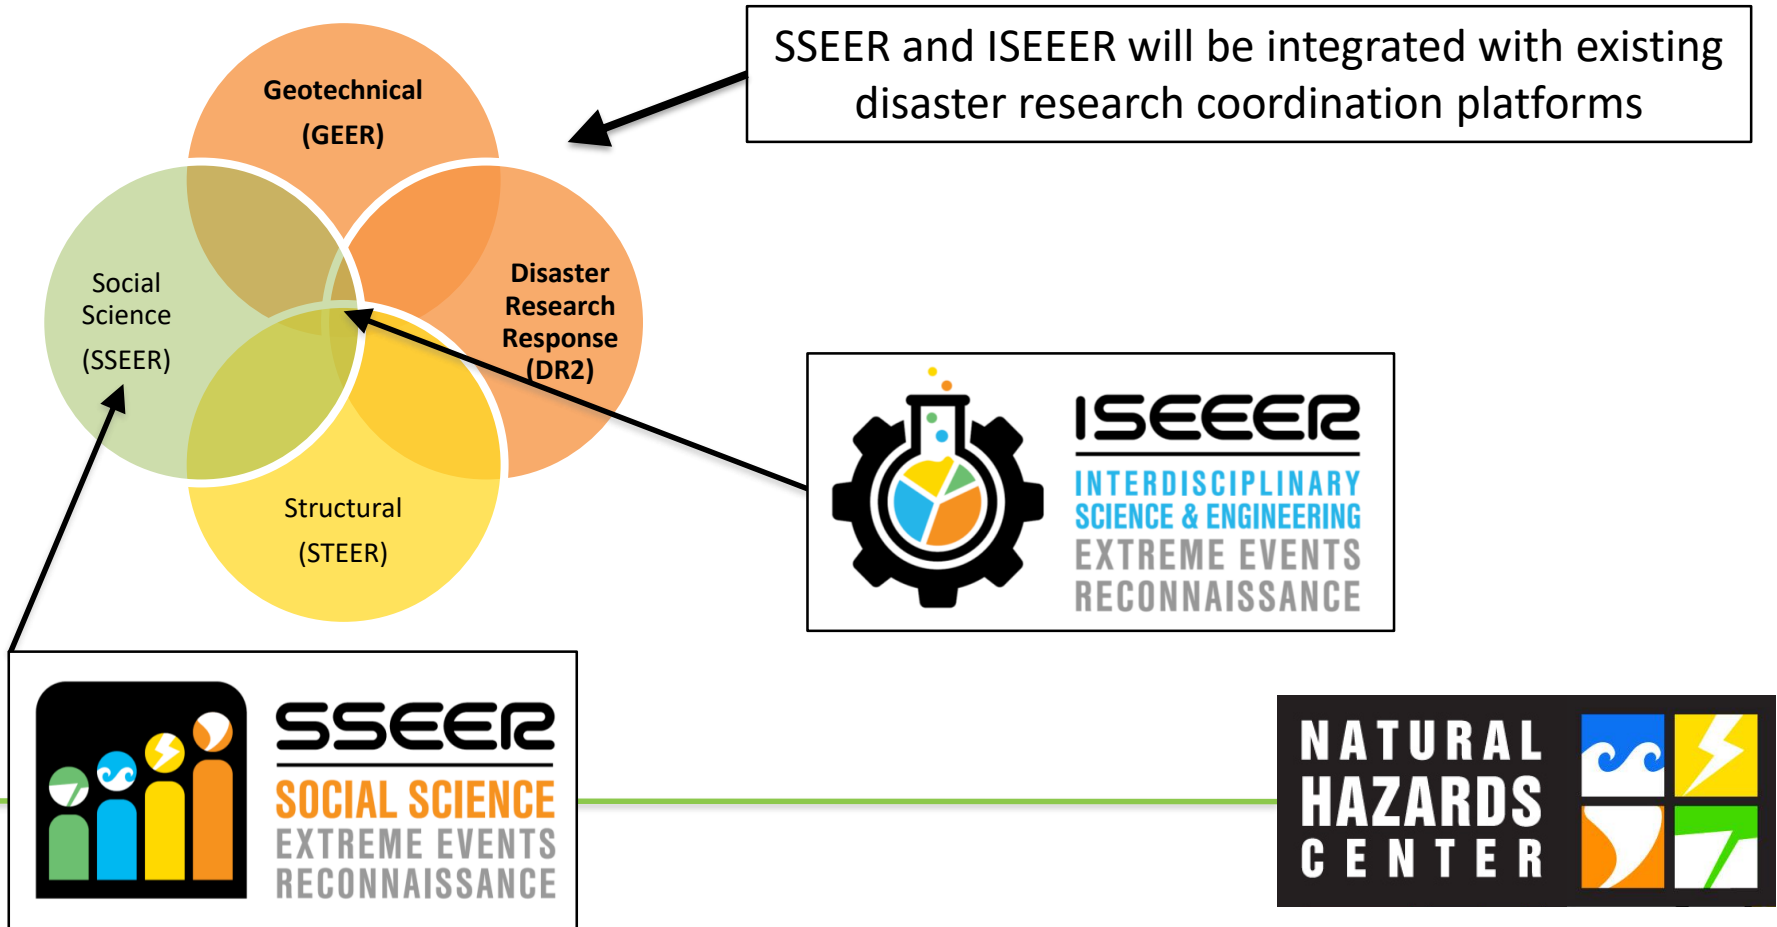 SSEER and ISEEER will be integrated with existing
disaster research coordination platforms
Geotechnical
(GEER)
Social
Science
(SSEER)
Disaster
Research
Response
(DR2)
Structural
(STEER)
ISEEER
INTERDISCIPLINARY
SCIENCE & ENGINEERING
EXTREME EVENTS
RECONNAISSANCE
SSEER
SOCIAL SCIENCE
EXTREME EVENTS
RECONNAISSANCE
NATURAL
HAZARDS
CENTER